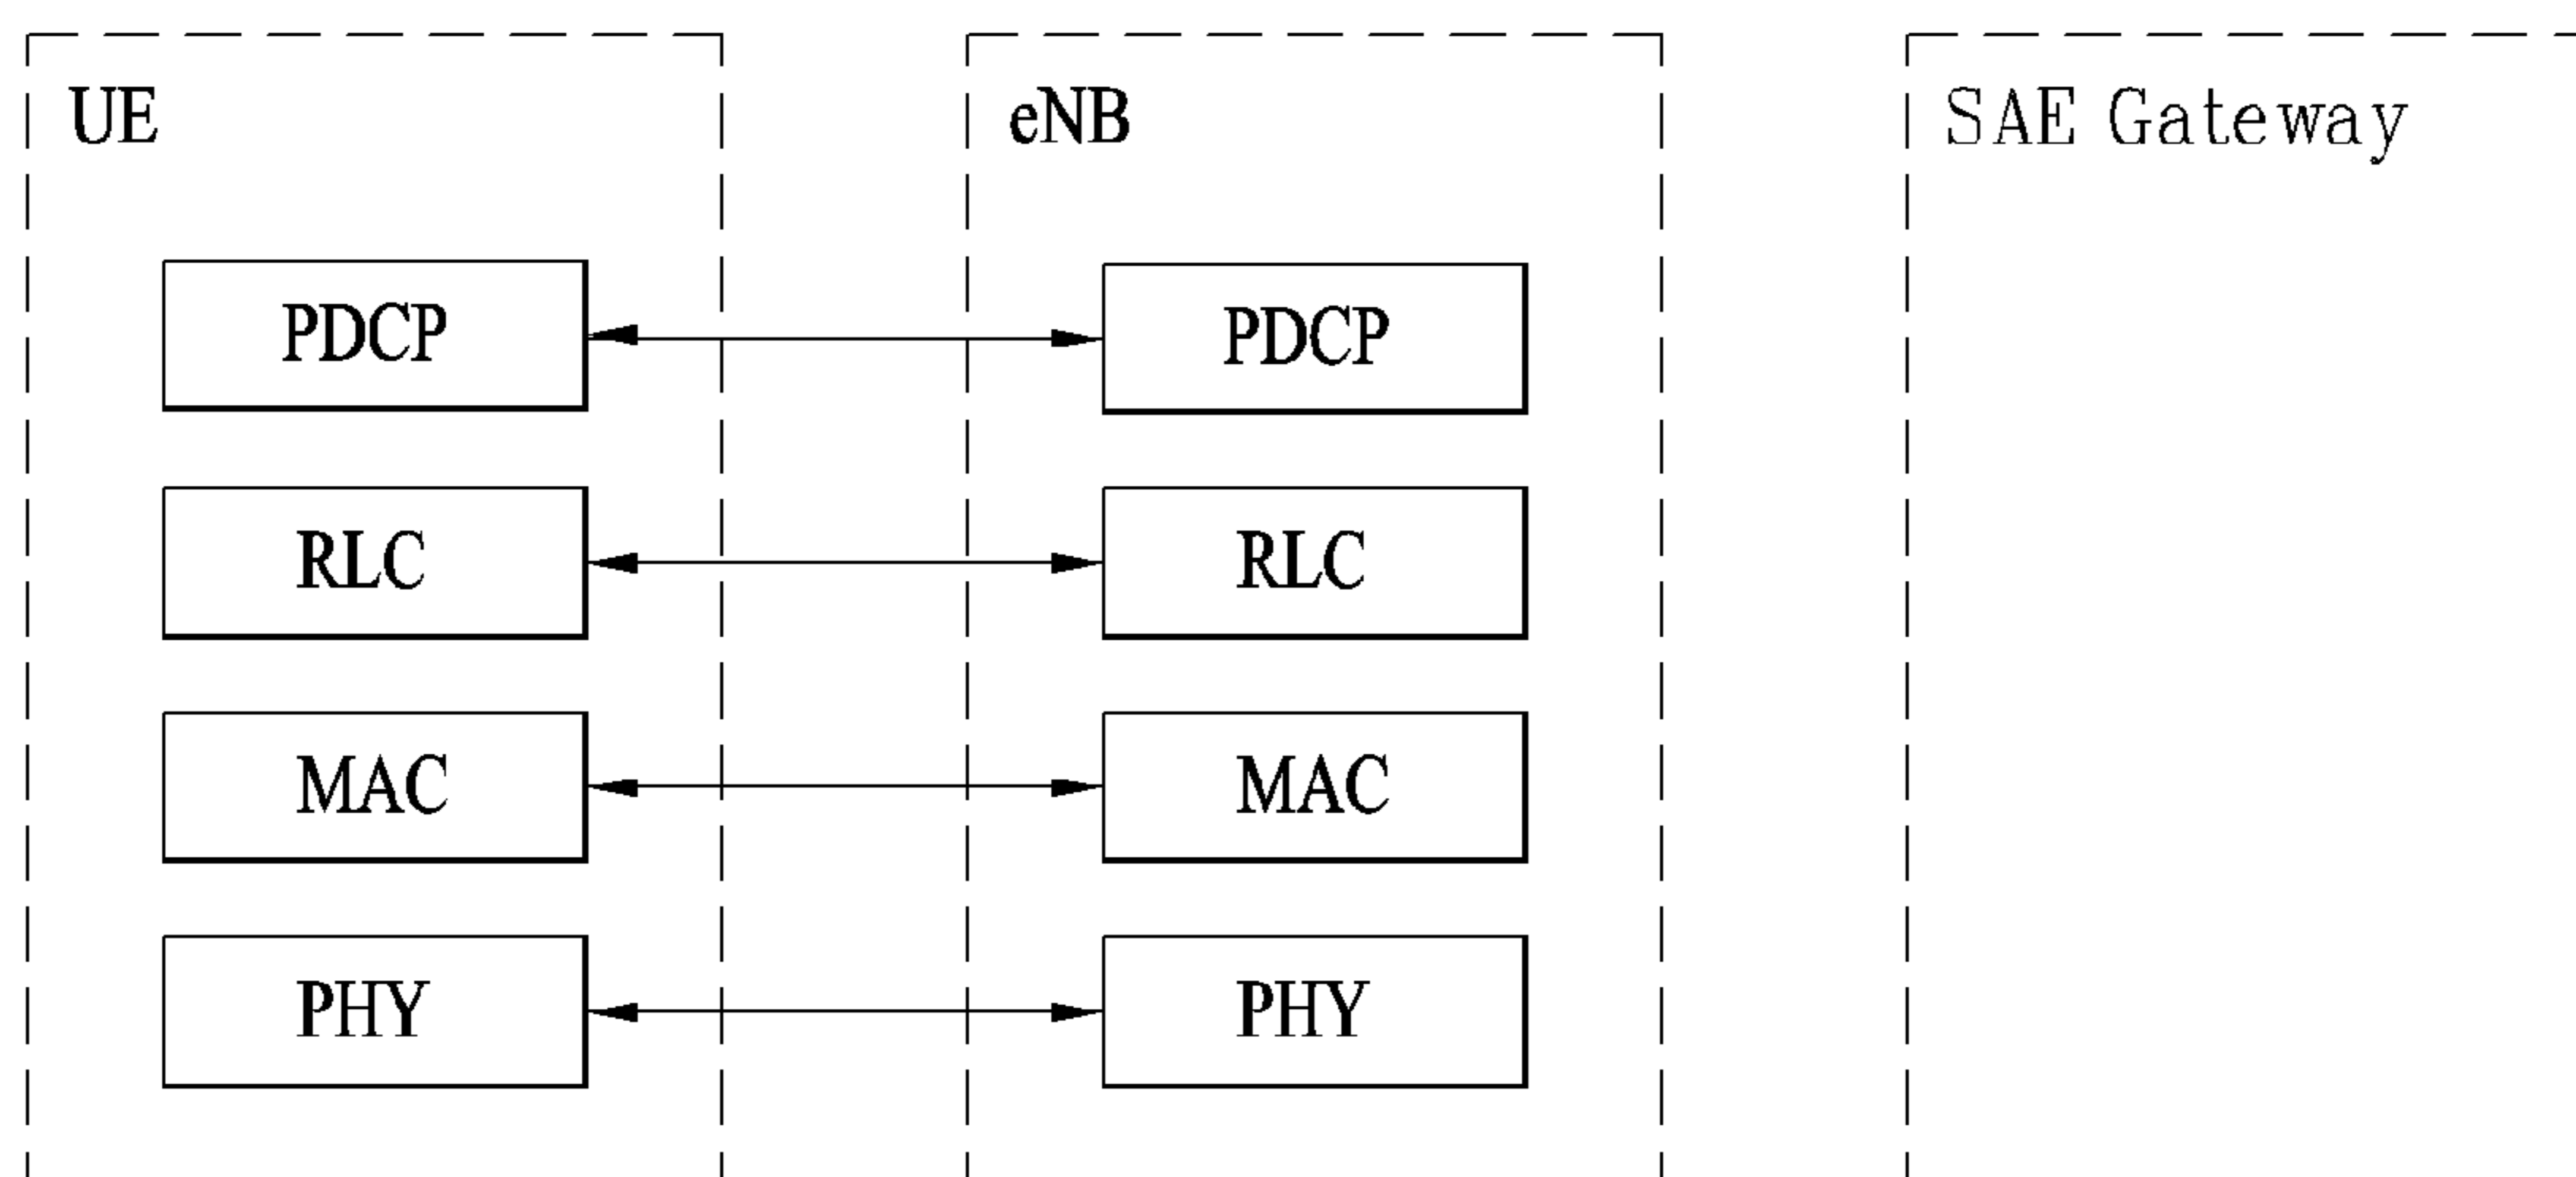 UE
eNB
SAE Gateway
PDCP
PDCP
RLC
RLC
MAC
MAC
PHY
PHY